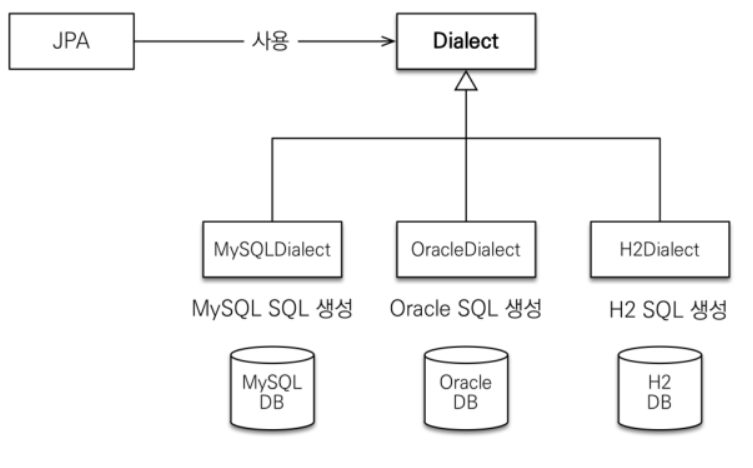 JPA
사용
Dialect
MySQLDialect
OracleDialect
H2Dialect
MySQL SQL 생성
Oracle SQL 생성
H2 SQL 생성
MySQL
DB
Oracle
DB
H2
DB